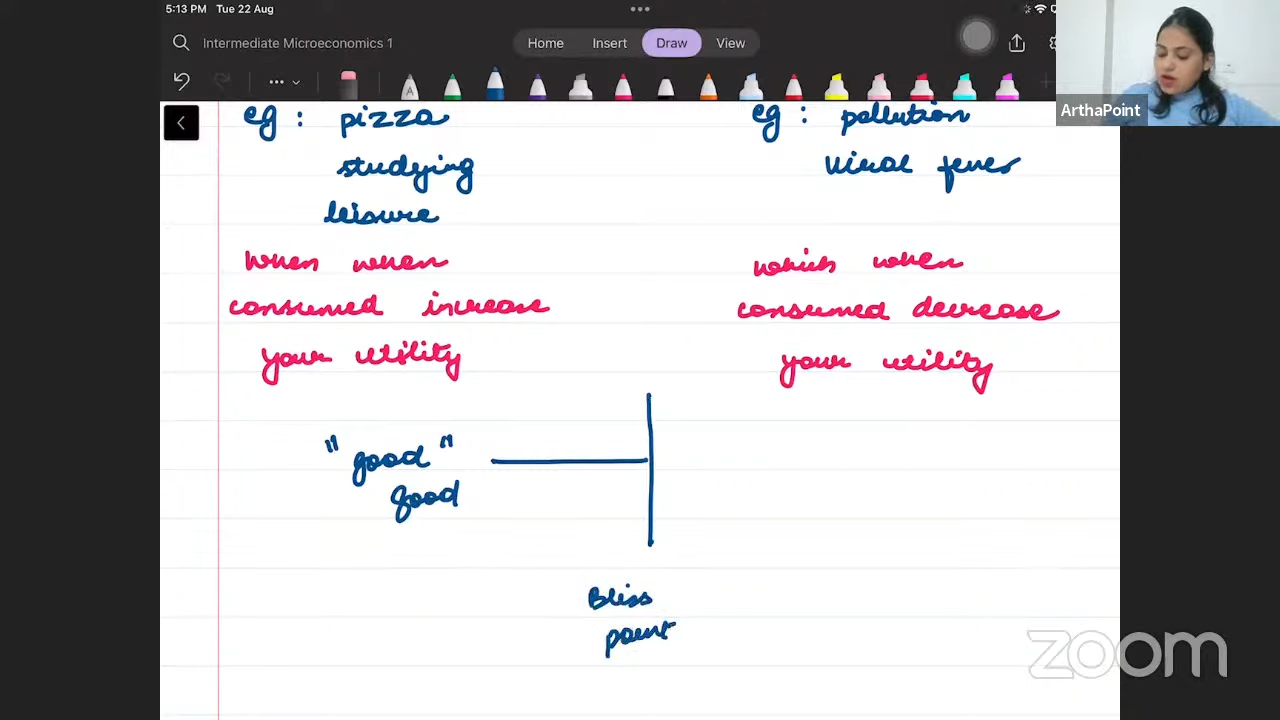 5:13 PM Tue 22 Aug
Intermediate Microeconomics 1
Home Insert Draw View
A
ArthaPoint
eg : pizza
studying
leisure
when when
consumed increase
your utility
eg : pollution
viral fever
which when
consumed decrease
your utility
"good"
good
Bliss
point
zoom